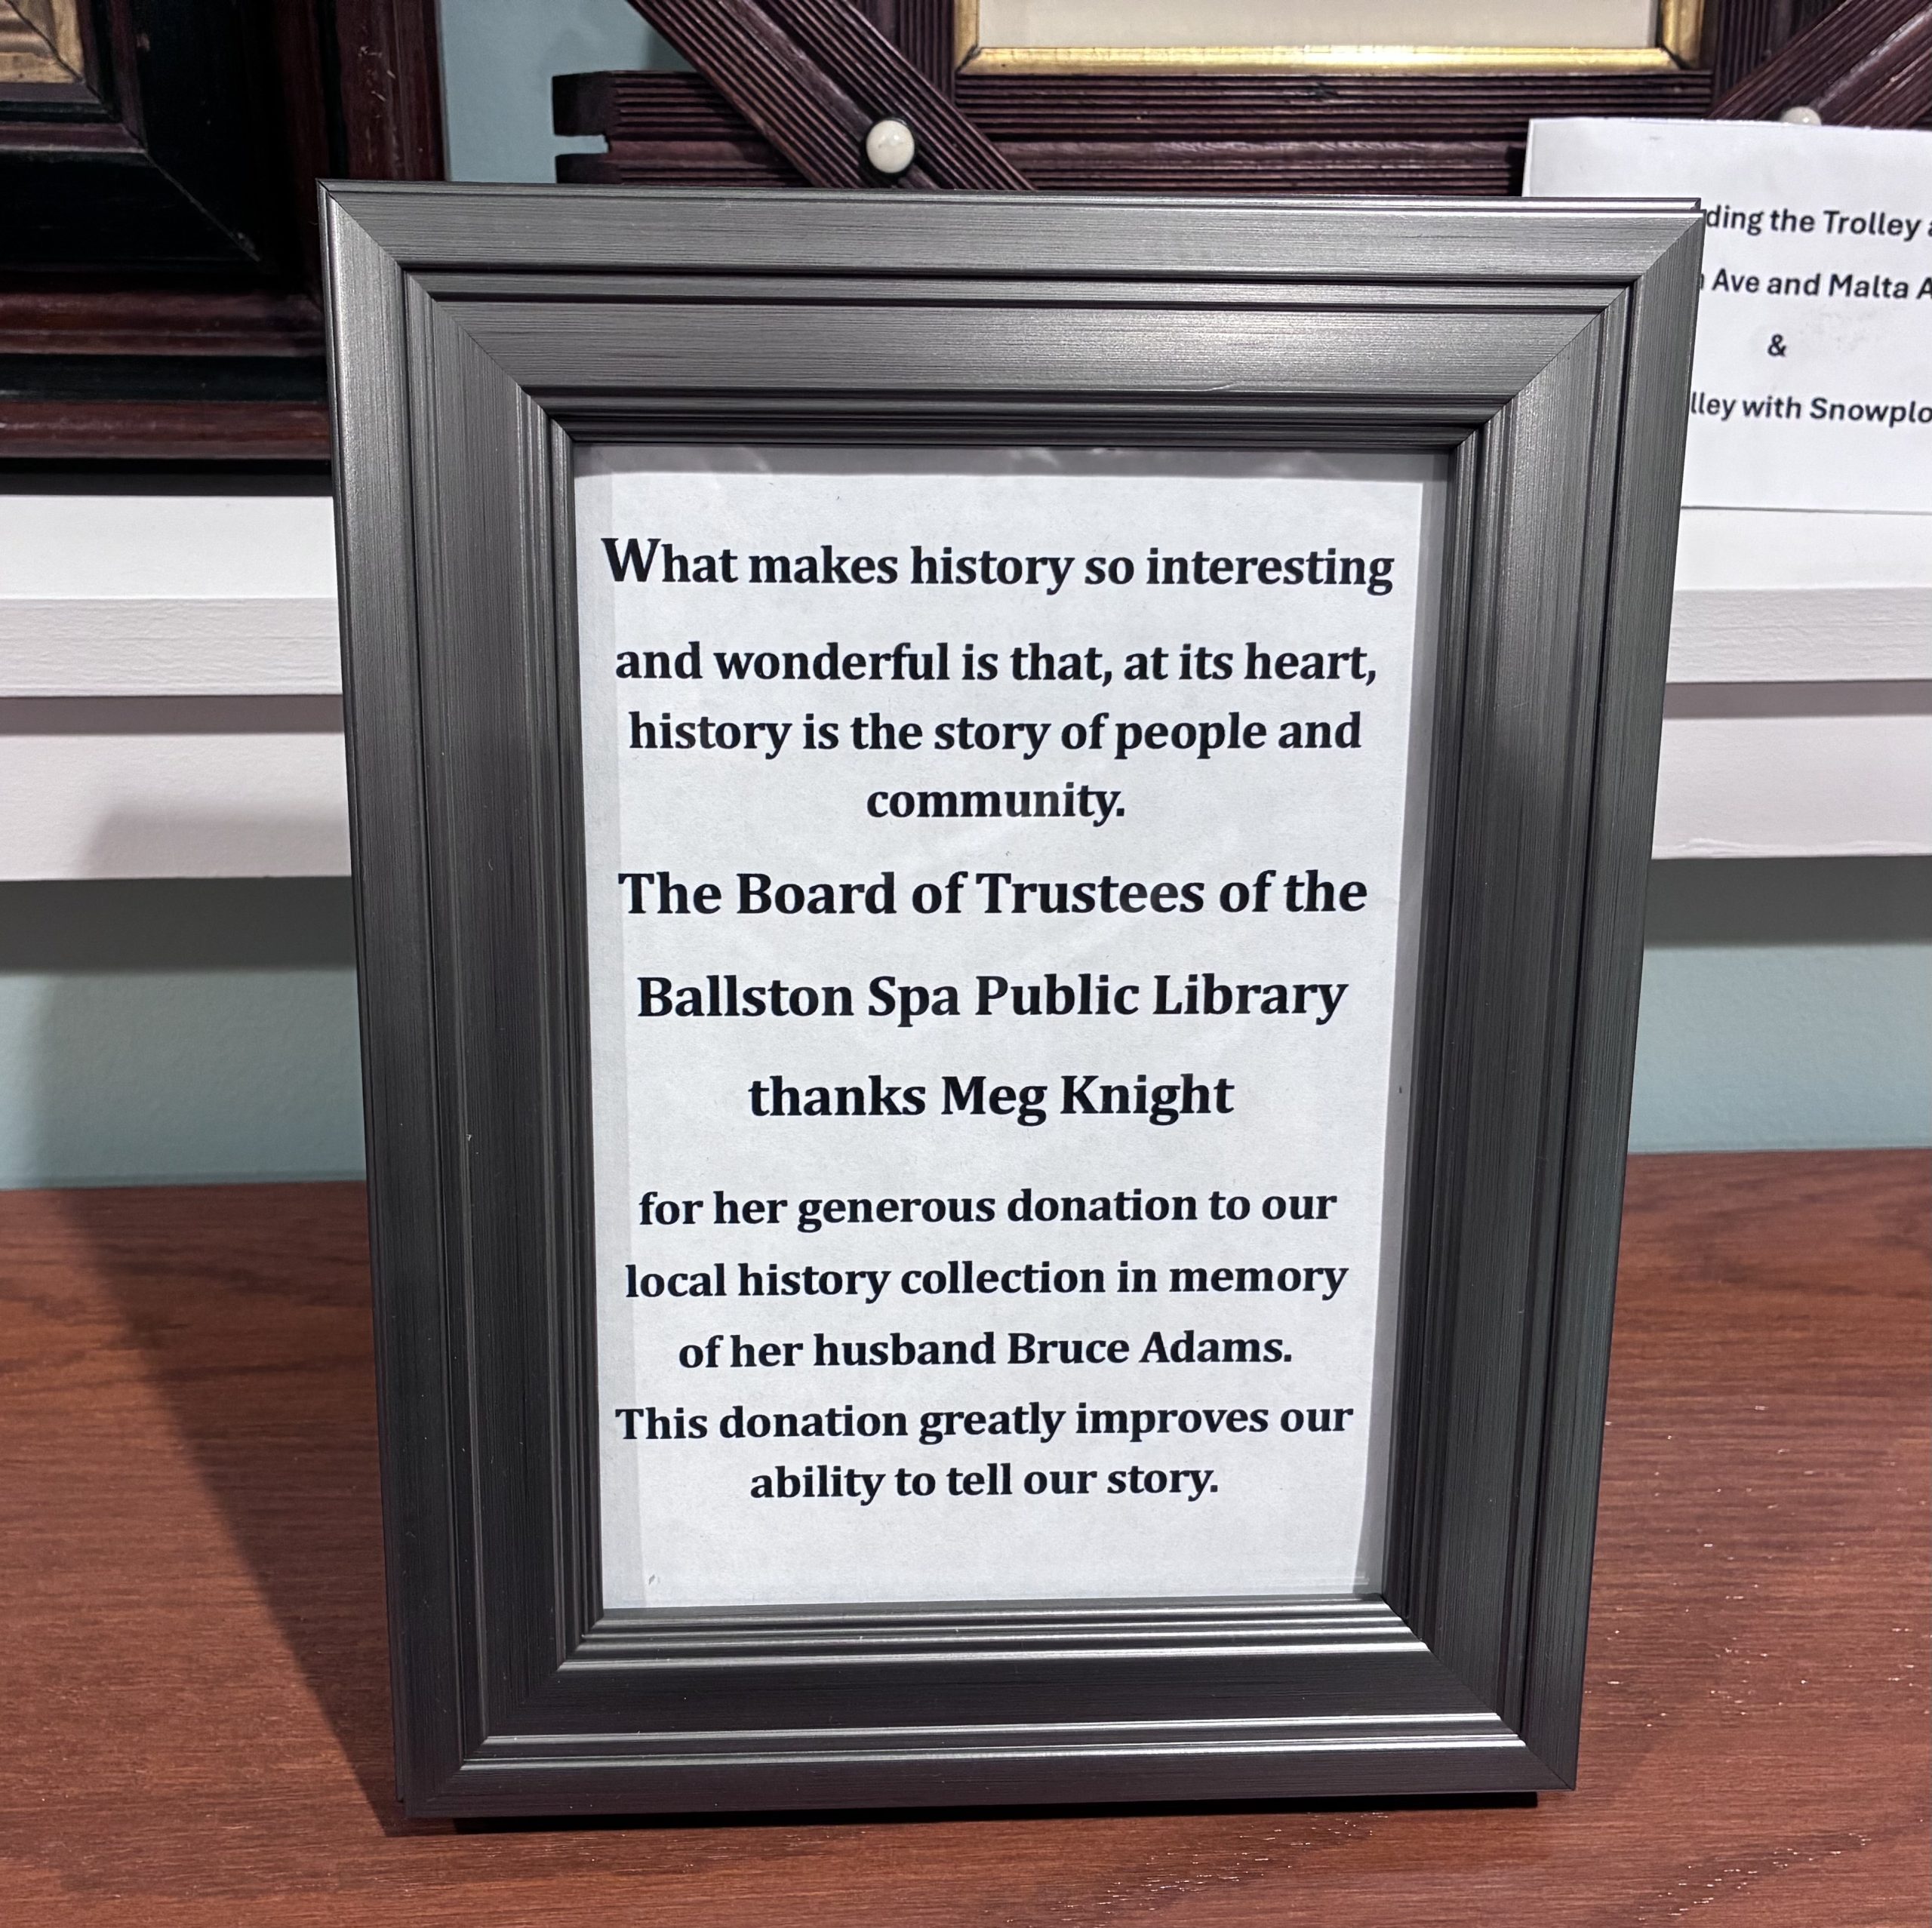 What makes history so interesting
and wonderful is that, at its heart,
history is the story of people and
community.
The Board of Trustees of the
Ballston Spa Public Library
thanks Meg Knight
for her generous donation to our
local history collection in memory
of her husband Bruce Adams.
This donation greatly improves our
ability to tell our story.
the Trolley
Ave and Malta
&
with